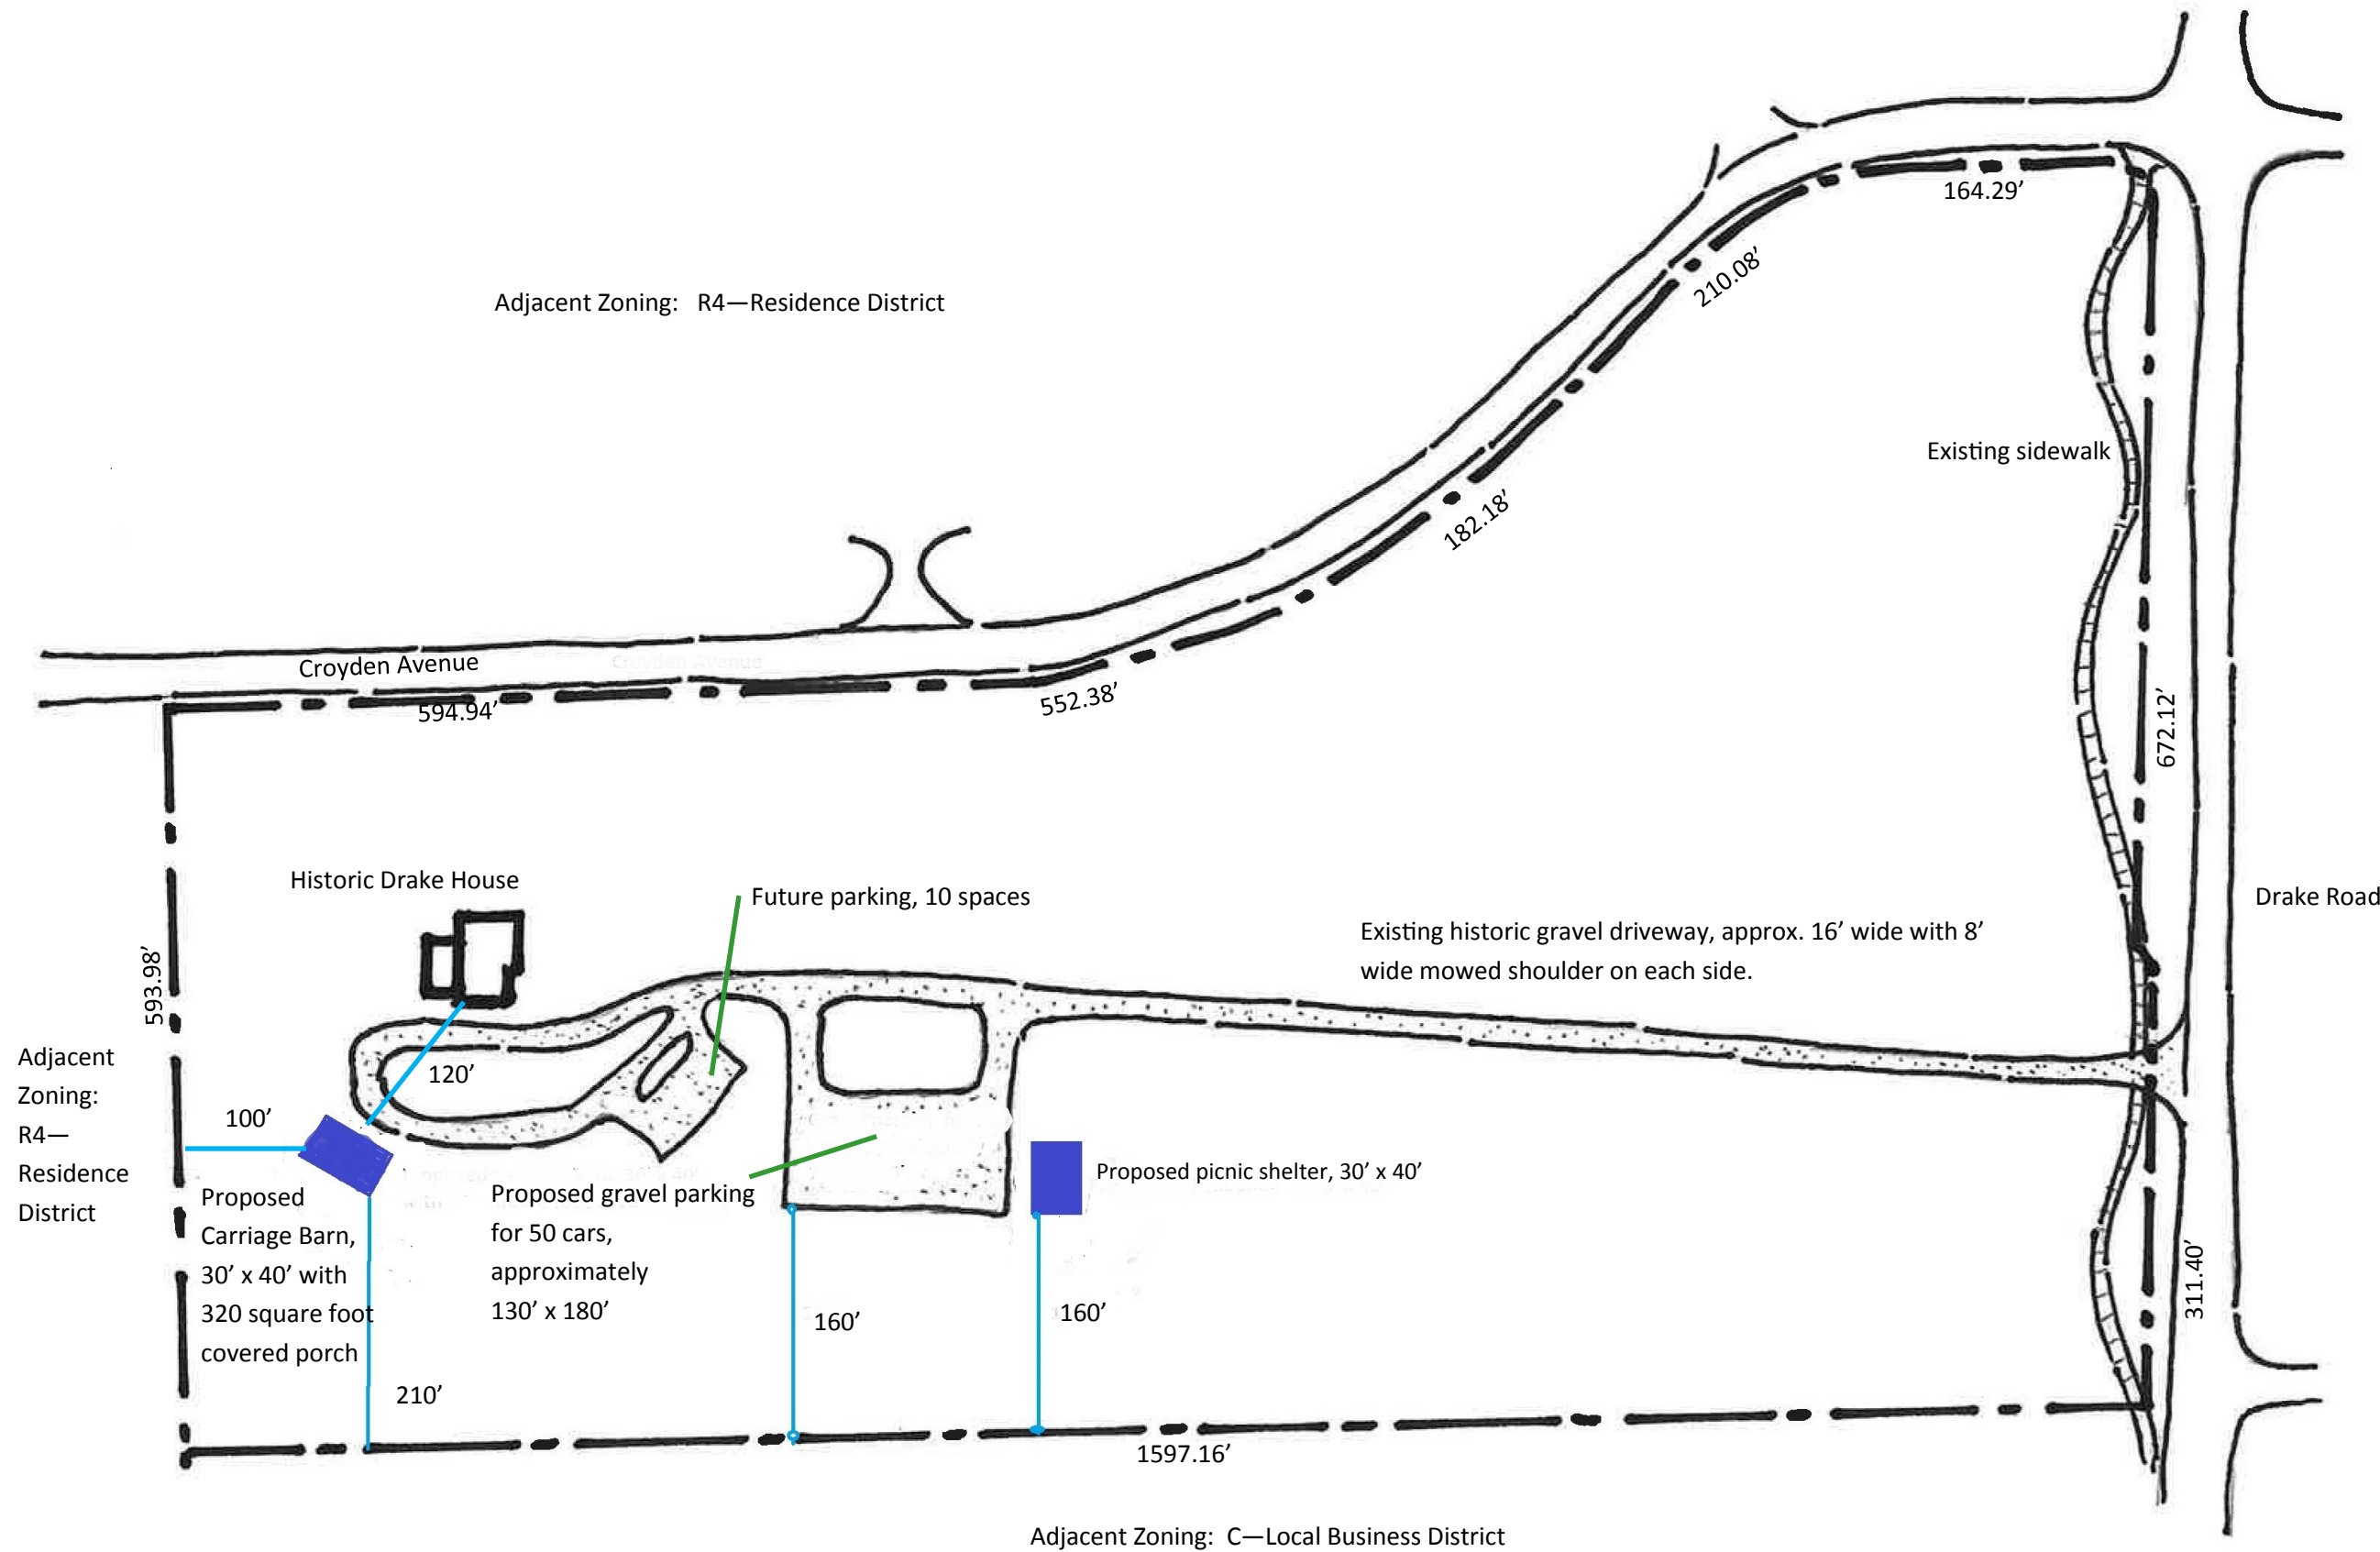 164.29’
210.08’
Adjacent Zoning:   R4—Residence District
Existing sidewalk
182.18’
Croyden Avenue
Croyden Avenue
594.94’
552.38’
672.12’
Historic Drake House
Future parking, 10 spaces
Drake Road
Existing historic gravel driveway, approx. 16’ wide with 8’
wide mowed shoulder on each side.
593.98’
Adjacent
Zoning:
R4—
Residence
District
120’
100’
Proposed picnic shelter, 30’ x 40’
Proposed
Carriage Barn,
30’ x 40’ with
320 square foot
covered porch
Proposed gravel parking
for 50 cars,
approximately
130’ x 180’
311.40’
160’
160’
210’
1597.16’
Adjacent Zoning:  C—Local Business District